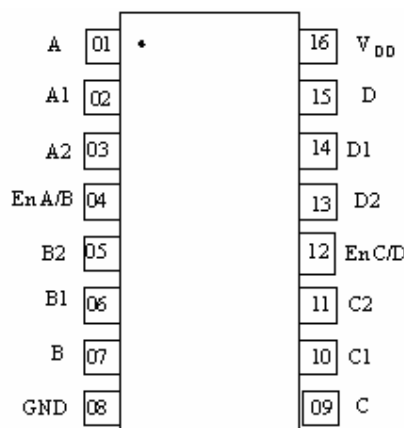 A 01 16 V DD
A1 02 15 D
A2 03 14 D1
En A/B 04 13 D2
B2 05 12 En C/D
B1 06 11 C2
B 07 10 C1
GND 08 09 C